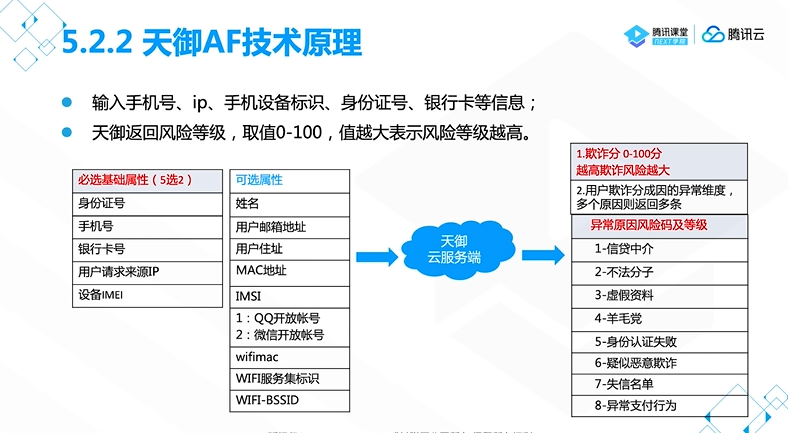 5.2.2 天御AF技术原理
腾讯课堂
NEXT学院
腾讯云
输入手机号、ip、手机设备标识、身份证号、银行卡等信息；
天御返回风险等级，取值0-100，值越大表示风险等级越高。
必选基础属性（5选2）
身份证号
手机号
银行卡号
用户请求来源IP
设备IMEI
可选属性
姓名
用户邮箱地址
用户住址
MAC地址
IMSI
1：QQ开放帐号
2：微信开放帐号
wifimac
WIFI服务集标识
WIFI-BSSID
天御
云服务端
1.欺诈分 0-100分
越高欺诈风险越大
2.用户欺诈分成因的异常维度，
多个原因则返回多条
异常原因风险码及等级
1-信贷中介
2-不法分子
3-虚假资料
4-羊毛党
5-身份认证失败
6-疑似恶意欺诈
7-失信名单
8-异常支付行为